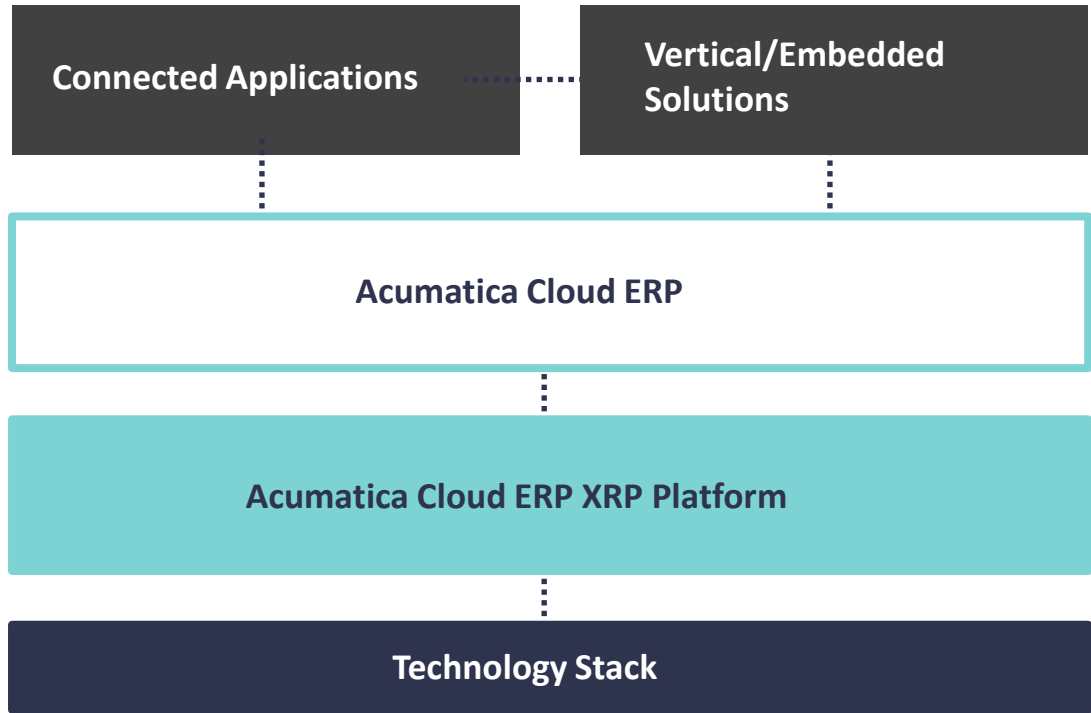 Connected Applications
Vertical/Embedded
Solutions
Acumatica Cloud ERP
Acumatica Cloud ERP XRP Platform
Technology Stack